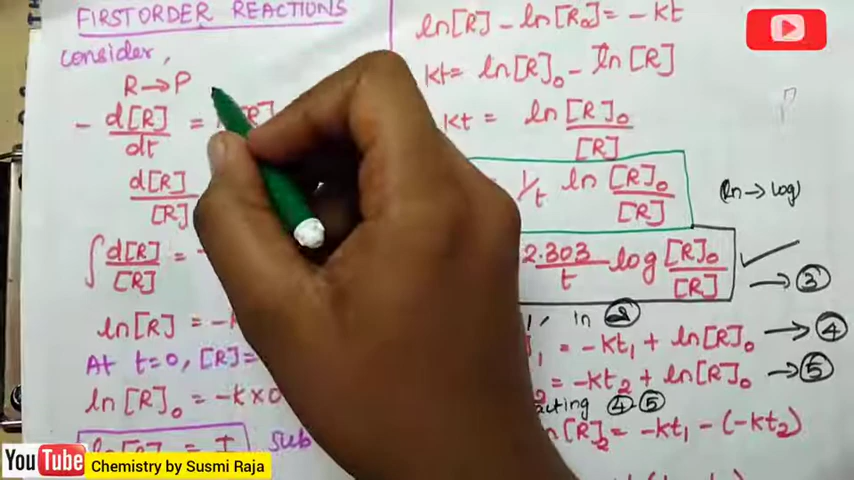 FIRST ORDER REACTIONS
Consider,
R → P
- d[R]/dt = [R]
d[R]/[R]
∫ d[R]/[R] = -
ln[R] = -K
At t=0, [R]=
ln[R]₀ = -K×0
= I sub
ln[R] - ln[R₀] = -Kt
Kt = ln[R]₀ - ln[R]
Kt = ln [R]₀/[R]
1/t ln [R]₀/[R]
(ln → log)
2.303/t log [R]₀/[R] → ③
in ②
= -Kt₁ + ln[R]₀ → ④
= -Kt₂ + ln[R]₀ → ⑤
acting ④-⑤
ln[R]₂ = -Kt₁ - (-Kt₂)
YouTube Chemistry by Susmi Raja